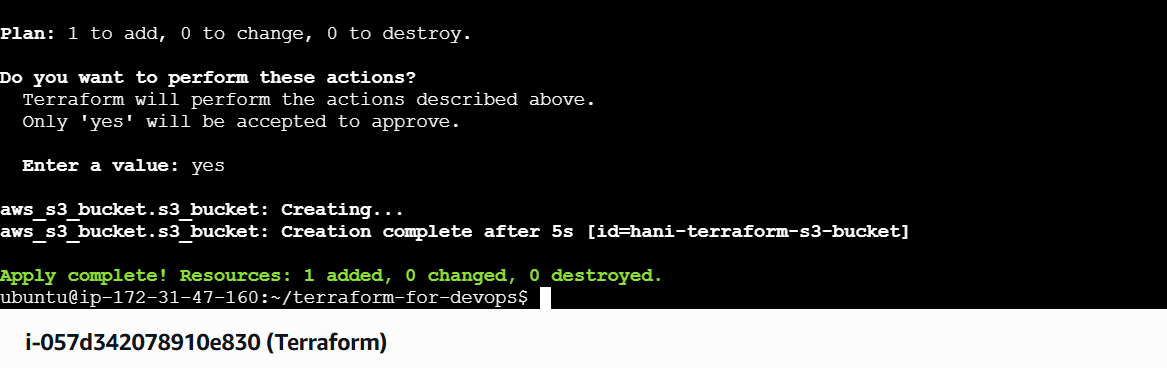 Plan: 1 to add, 0 to change, 0 to destroy.
Do you want to perform these actions?
Terraform will perform the actions described above.
Only 'yes' will be accepted to approve.
Enter a value: yes
aws_s3_bucket.s3_bucket: Creating...
aws_s3_bucket.s3_bucket: Creation complete after 5s [id=hani-terraform-s3-bucket]
Apply complete! Resources: 1 added, 0 changed, 0 destroyed.
ubuntu@ip-172-31-47-160:~/terraform-for-devops$
i-057d342078910e830 (Terraform)